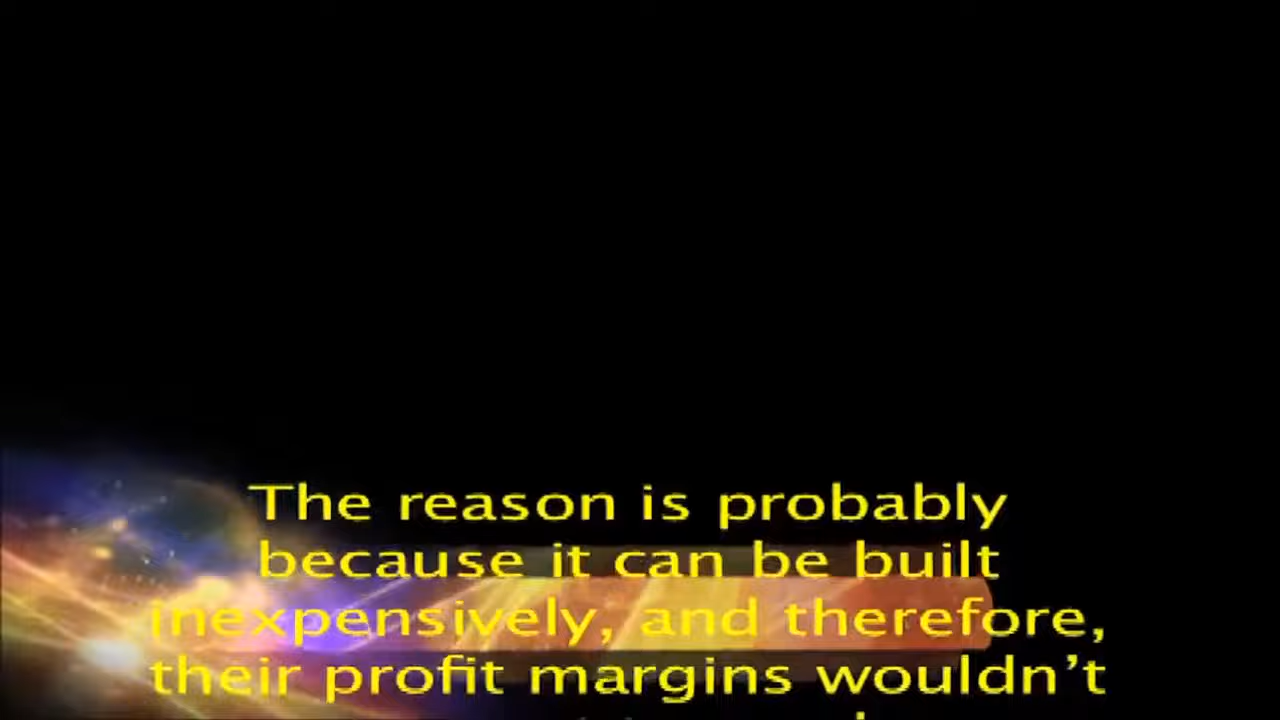 The reason is probably
because it can be built
inexpensively, and therefore,
their profit margins wouldn't